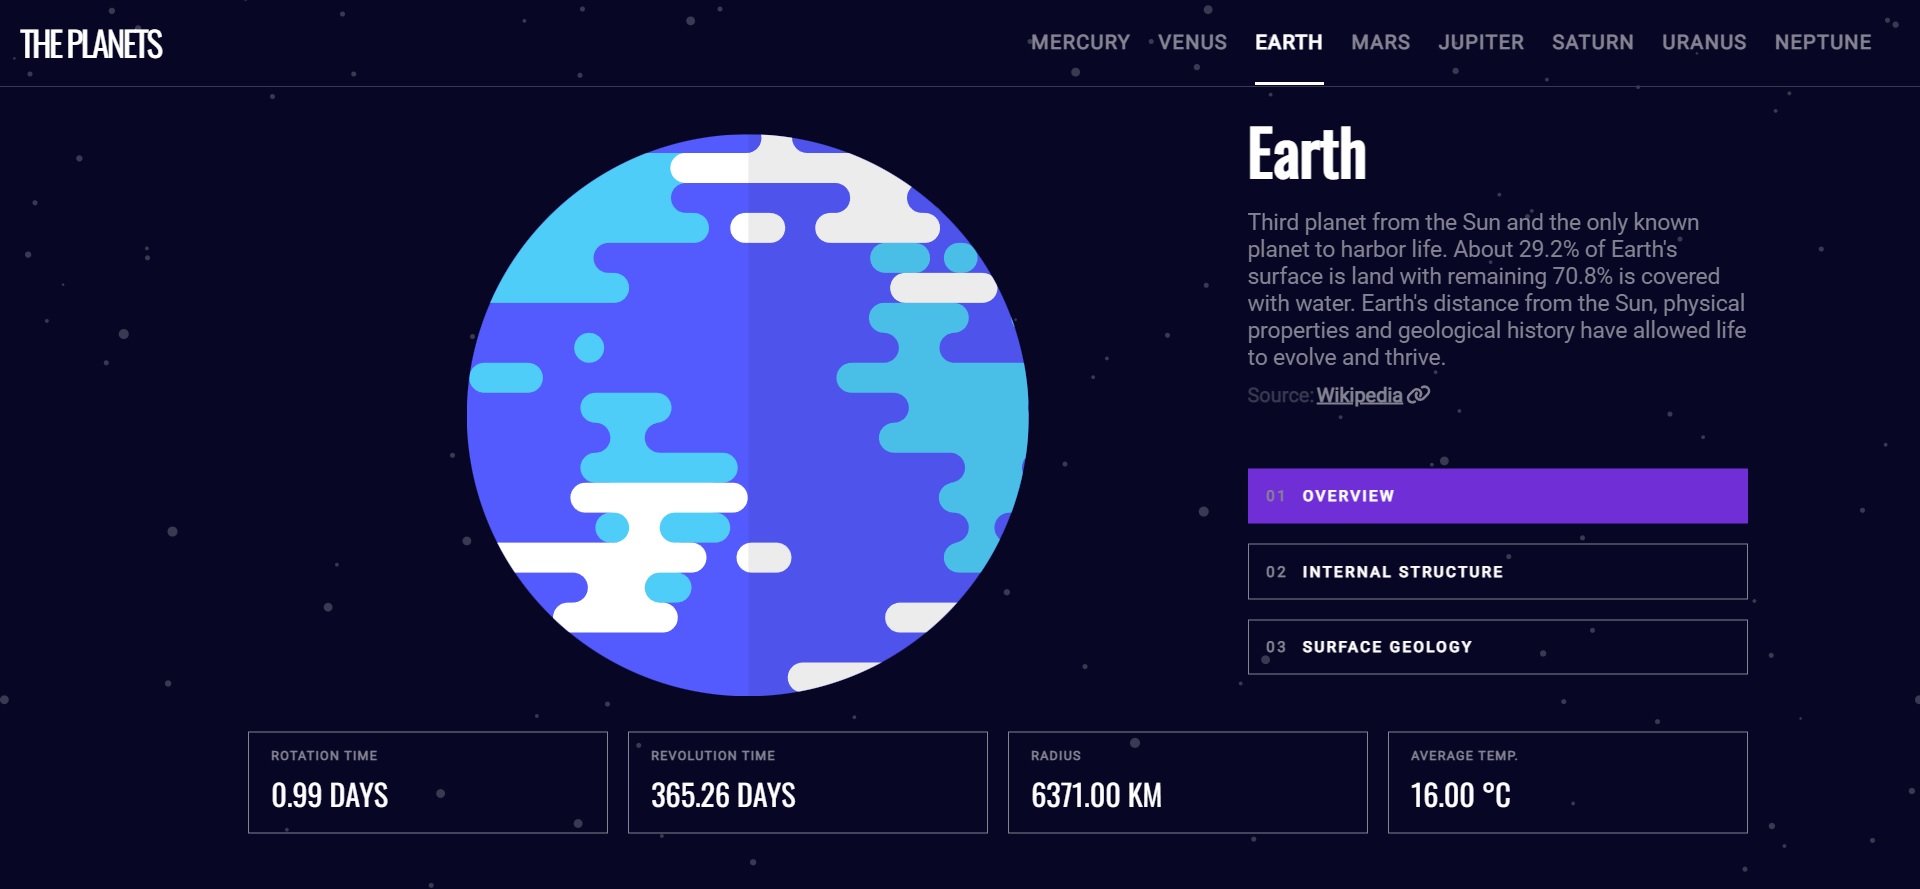 THE PLANETS
MERCURY VENUS EARTH MARS JUPITER SATURN URANUS NEPTUNE
Earth
Third planet from the Sun and the only known
planet to harbor life. About 29.2% of Earth's
surface is land with remaining 70.8% is covered
with water. Earth's distance from the Sun, physical
properties and geological history have allowed life
to evolve and thrive.
Source: Wikipedia
01 OVERVIEW
02 INTERNAL STRUCTURE
03 SURFACE GEOLOGY
ROTATION TIME
0.99 DAYS
REVOLUTION TIME
365.26 DAYS
RADIUS
6371.00 KM
AVERAGE TEMP.
16.00 °C